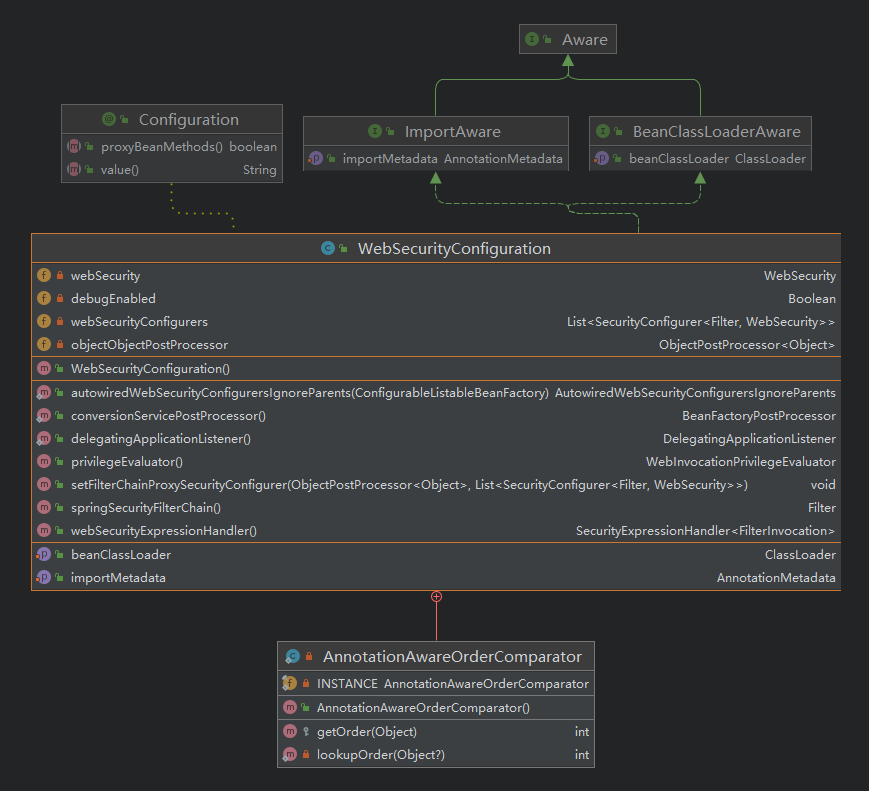 Aware
Configuration
proxyBeanMethods() boolean
value() String
ImportAware
importMetadata AnnotationMetadata
BeanClassLoaderAware
beanClassLoader ClassLoader
WebSecurityConfiguration
webSecurity WebSecurity
debugEnabled Boolean
webSecurityConfigurers List<SecurityConfigurer<Filter, WebSecurity>>
objectObjectPostProcessor ObjectPostProcessor<Object>
WebSecurityConfiguration()
autowiredWebSecurityConfigurersIgnoreParents(ConfigurableListableBeanFactory) AutowiredWebSecurityConfigurersIgnoreParents
conversionServicePostProcessor() BeanFactoryPostProcessor
delegatingApplicationListener() DelegatingApplicationListener
privilegeEvaluator() WebInvocationPrivilegeEvaluator
setFilterChainProxySecurityConfigurer(ObjectPostProcessor<Object>, List<SecurityConfigurer<Filter, WebSecurity>>) void
springSecurityFilterChain() Filter
webSecurityExpressionHandler() SecurityExpressionHandler<FilterInvocation>
beanClassLoader ClassLoader
importMetadata AnnotationMetadata
AnnotationAwareOrderComparator
INSTANCE AnnotationAwareOrderComparator
AnnotationAwareOrderComparator()
getOrder(Object) int
lookupOrder(Object?) int